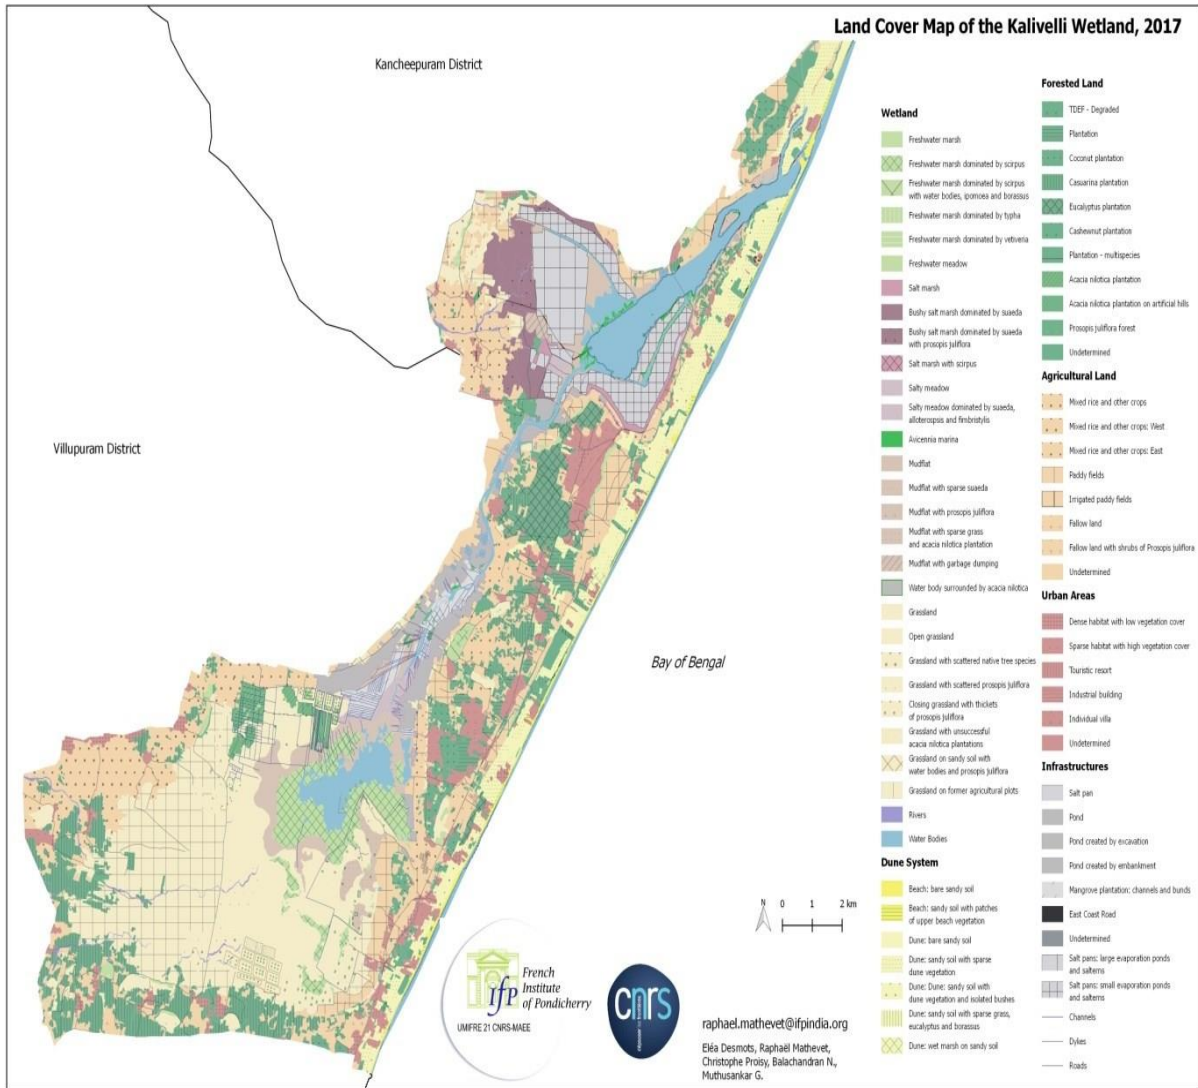 Land Cover Map of the Kalivelli Wetland, 2017
Kancheepuram District
Villupuram District
Bay of Bengal
Wetland
Freshwater marsh
Freshwater marsh dominated by scirpus
Freshwater marsh dominated by scirpus
with water bodies, ipomoea and borassus
Freshwater marsh dominated by typha
Freshwater marsh dominated by vetiveria
Freshwater meadow
Salt marsh
Bushy salt marsh dominated by suaeda
Bushy salt marsh dominated by suaeda
with prosopis juliflora
Salt marsh with scirpus
Salty meadow
Salty meadow dominated by suaeda,
alloteropsis and fimbristylis
Avicennia marina
Mudflat
Mudflat with sparse suaeda
Mudflat with prosopis juliflora
Mudflat with sparse grass
and acacia nilotica plantation
Mudflat with garbage dumping
Water body surrounded by acacia nilotica
Grassland
Open grassland
Grassland with scattered native tree species
Grassland with scattered prosopis juliflora
Closing grassland with thickets
of prosopis juliflora
Grassland with unsuccessful
acacia nilotica plantations
Grassland on sandy soil with
water bodies and prosopis juliflora
Grassland on former agricultural plots
Rivers
Water Bodies
Dune System
Beach: bare sandy soil
Beach: sandy soil with patches
of upper beach vegetation
Dune: bare sandy soil
Dune: sandy soil with sparse
dune vegetation
Dune: Dune: sandy soil with
dune vegetation and isolated bushes
Dune: sandy soil with sparse grass,
eucalyptus and borassus
Dune: wet marsh on sandy soil
Forested Land
TDEF - Degraded
Plantation
Coconut plantation
Casuarina plantation
Eucalyptus plantation
Cashewnut plantation
Plantation - multispecies
Acacia nilotica plantation
Acacia nilotica plantation on artificial hills
Prosopis juliflora forest
Undetermined
Agricultural Land
Mixed rice and other crops
Mixed rice and other crops: West
Mixed rice and other crops: East
Paddy fields
Irrigated paddy fields
Fallow land
Fallow land with shrubs of Prosopis juliflora
Undetermined
Urban Areas
Dense habitat with low vegetation cover
Sparse habitat with high vegetation cover
Touristic resort
Industrial building
Individual villa
Undetermined
Infrastructures
Salt pan
Pond
Pond created by excavation
Pond created by embankment
Mangrove plantation: channels and bunds
East Coast Road
Undetermined
Salt pans: large evaporation ponds
and salterns
Salt pans: small evaporation ponds
and salterns
Channels
Dykes
Roads
N
0 1 2 km
IfP
French
Institute
of Pondicherry
UMIFRE 21 CNRS-MAEE
cnrs
raphael.mathevet@ifpindia.org
Eléa Desmots, Raphaël Mathevet,
Christophe Proisy, Balachandran N.,
Muthusankar G.